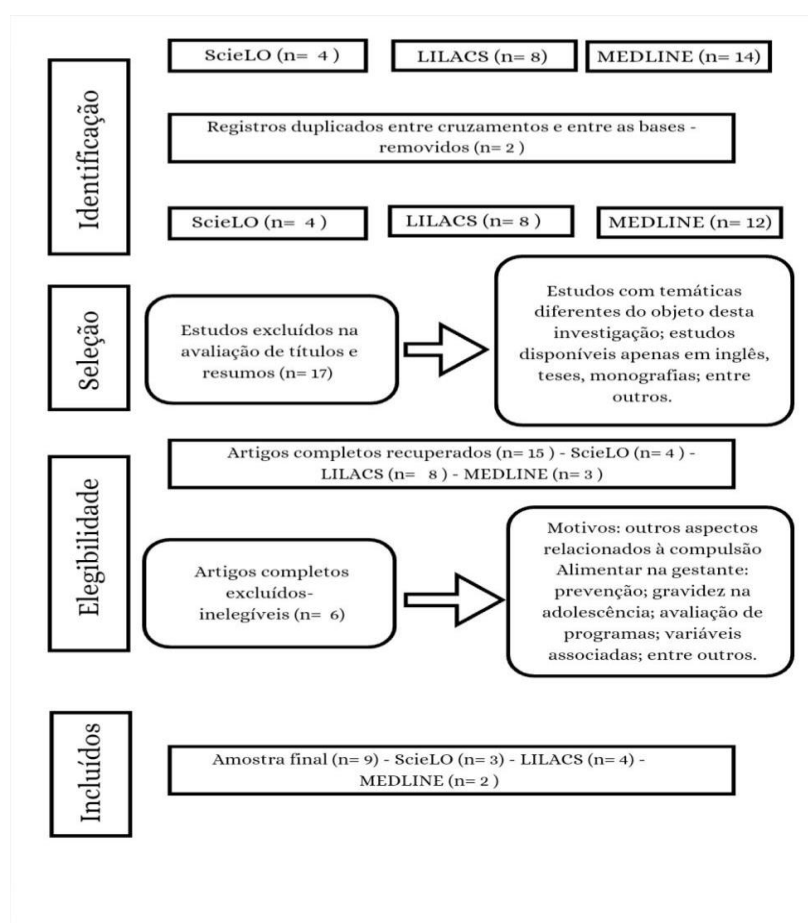 Identificação
ScieLO (n= 4 )
LILACS (n= 8)
MEDLINE (n= 14)
Registros duplicados entre cruzamentos e entre as bases -
removidos (n= 2 )
ScieLO (n= 4 )
LILACS (n= 8 )
MEDLINE (n= 12)
Seleção
Estudos excluídos na
avaliação de títulos e
resumos (n= 17)
Estudos com temáticas
diferentes do objeto desta
investigação; estudos
disponíveis apenas em inglês,
teses, monografias; entre
outros.
Elegibilidade
Artigos completos recuperados (n= 15 ) - ScieLO (n= 4 ) -
LILACS (n= 8 ) - MEDLINE (n= 3 )
Artigos completos
excluídos-
inelegíveis (n= 6)
Motivos: outros aspectos
relacionados à compulsão
Alimentar na gestante:
prevenção; gravidez na
adolescência; avaliação de
programas; variáveis
associadas; entre outros.
Incluídos
Amostra final (n= 9) - ScieLO (n= 3) - LILACS (n= 4) -
MEDLINE (n= 2 )